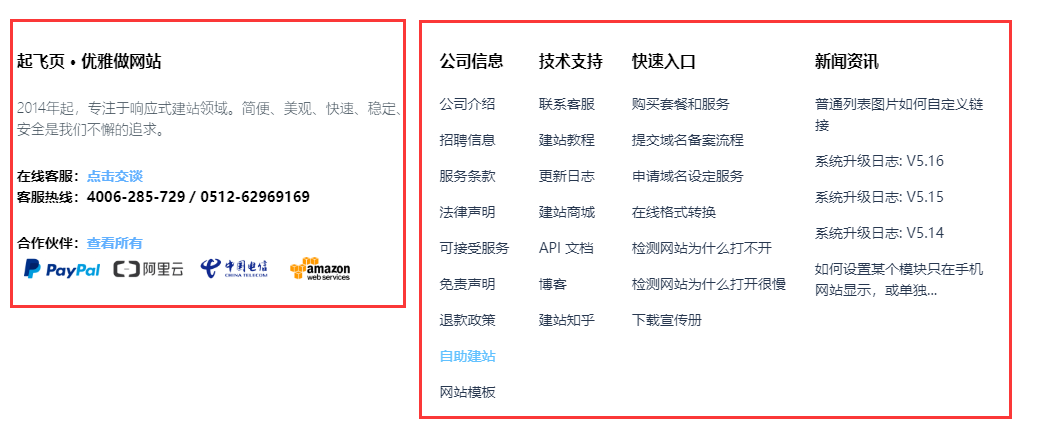 起飞页 • 优雅做网站
2014年起，专注于响应式建站领域。简便、美观、快速、稳定、
安全是我们不懈的追求。
在线客服：点击交谈
客服热线：4006-285-729 / 0512-62969169
合作伙伴：查看所有
PayPal
阿里云
中国电信
CHINA TELECOM
amazon
web services
公司信息
公司介绍
招聘信息
服务条款
法律声明
可接受服务
免责声明
退款政策
自助建站
网站模板
技术支持
联系客服
建站教程
更新日志
建站商城
API 文档
博客
建站知乎
快速入口
购买套餐和服务
提交域名备案流程
申请域名设定服务
在线格式转换
检测网站为什么打不开
检测网站为什么打开很慢
下载宣传册
新闻资讯
普通列表图片如何自定义链
接
系统升级日志: V5.16
系统升级日志: V5.15
系统升级日志: V5.14
如何设置某个模块只在手机
网站显示，或单独...